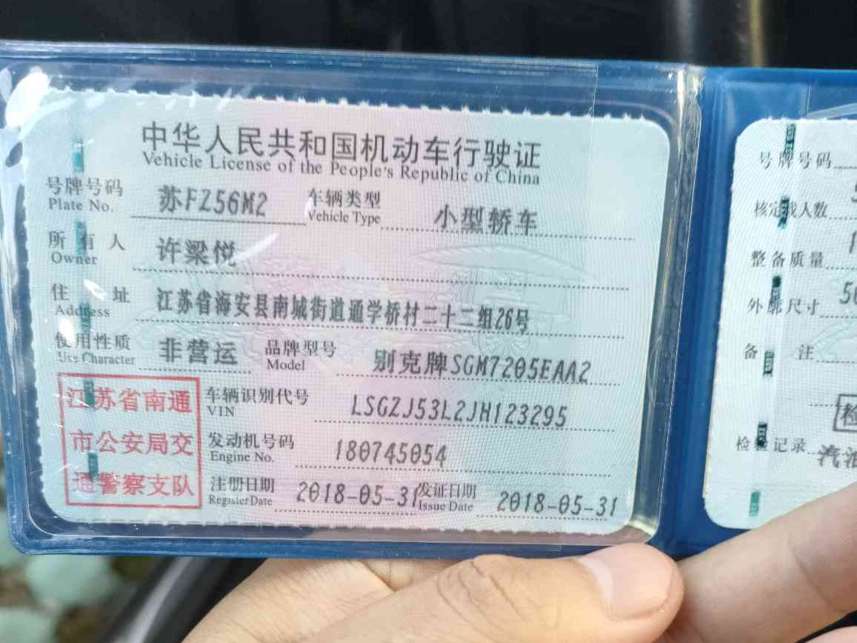 中华人民共和国机动车行驶证
Vehicle License of the People's Republic of China
号牌号码 苏FZ56M2 车辆类型 小型轿车
Plate No. Vehicle Type
所有人 许梁悦
Owner
住址 江苏省海安县南城街道通学桥村二十二组26号
Address
使用性质 非营运 品牌型号 别克牌SGM7205EAA2
Use Character Model
江苏省南通 车辆识别代号 LSGZJ53L2JH123295
VIN
市公安局交 发动机号码 180745054
Engine No.
通警察支队 注册日期 2018-05-31 发证日期 2018-05-31
Register Date Issue Date
号牌号码
核定载人数
整备质量
外廓尺寸
备注
检验记录